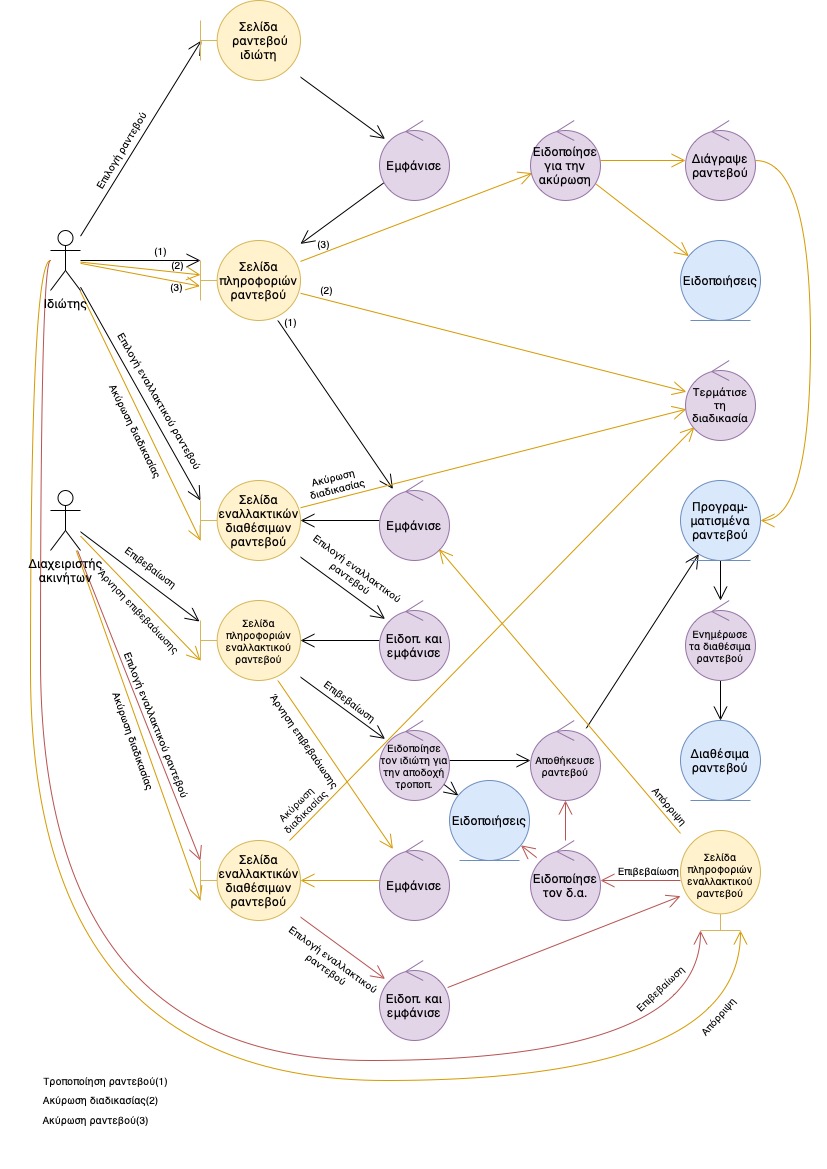 Σελίδα
ραντεβού
ιδιώτη
Επιλογή ραντεβού
Εμφάνισε
Ειδοποίησε
για την
ακύρωση
Διάγραψε
ραντεβού
(3)
(1)
(2)
(3)
Ιδιώτης
Σελίδα
πληροφοριών
ραντεβού
(2)
(1)
Ειδοποιήσεις
Επιλογή εναλλακτικού ραντεβού
Ακύρωση διαδικασίας
Τερμάτισε
τη
διαδικασία
Ακύρωση
διαδικασίας
Σελίδα
εναλλακτικών
διαθέσιμων
ραντεβού
Εμφάνισε
Προγραμ-
ματισμένα
ραντεβού
Διαχειριστής
ακινήτων
Επιβεβαίωση
Άρνηση επιβεβαόιωσης
Επιλογή εναλλακτικού
ραντεβού
Σελίδα
πληροφοριών
εναλλακτικού
ραντεβού
Ειδοπ. και
εμφάνισε
Ενημέρωσε
τα διαθέσιμα
ραντεβού
Επιλογή εναλλακτικού ραντεβού
Ακύρωση διαδικασίας
Επιβεβαίωση
Άρνηση επιβεβαόιωσης
Ειδοποίησε
τον ιδιώτη για
την αποδοχή
τροποπ.
Αποθήκευσε
ραντεβού
Διαθέσιμα
ραντεβού
Ακύρωση
διαδικασίας
Ειδοποιήσεις
Απόρριψη
Σελίδα
εναλλακτικών
διαθέσιμων
ραντεβού
Εμφάνισε
Ειδοποίησε
τον δ.α.
Επιβεβαίωση
Σελίδα
πληροφοριών
εναλλακτικού
ραντεβού
Επιλογή εναλλακτικού
ραντεβού
Ειδοπ. και
εμφάνισε
Επιβεβαίωση
Απόρριψη
Τροποποίηση ραντεβού(1)
Ακύρωση διαδικασίας(2)
Ακύρωση ραντεβού(3)